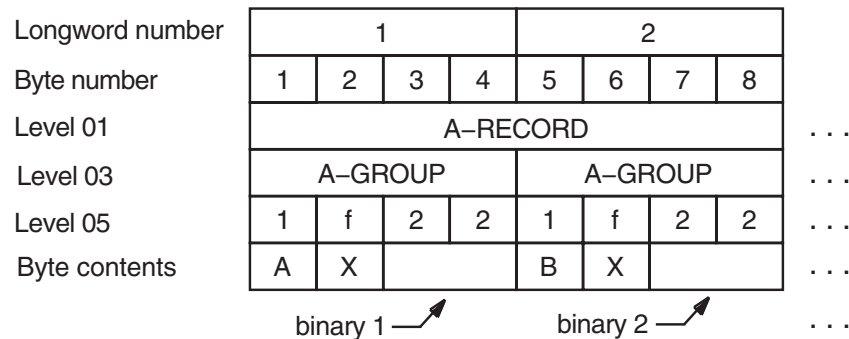 Longword number 1 2
Byte number 1 2 3 4 5 6 7 8
Level 01 A–RECORD . . .
Level 03 A–GROUP A–GROUP . . .
Level 05 1 f 2 2 1 f 2 2 . . .
Byte contents A X B X . . .
binary 1 binary 2 . . .